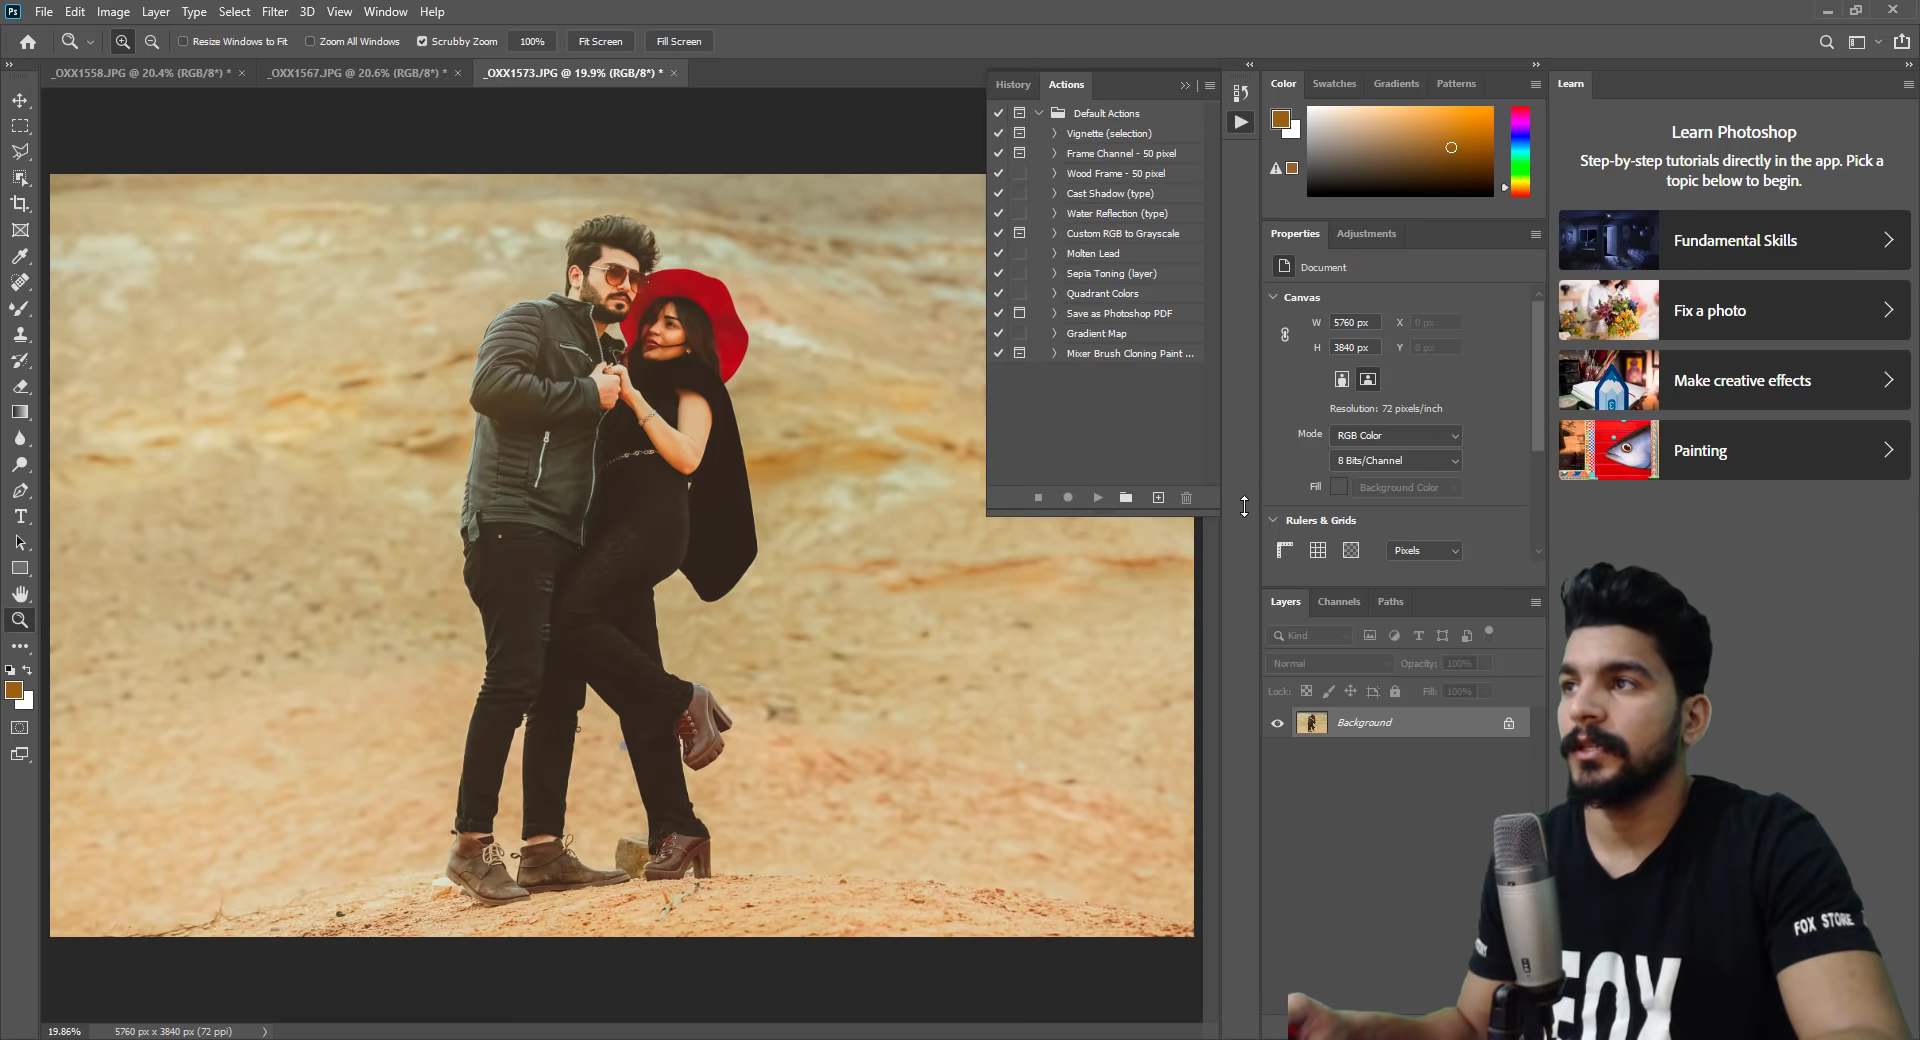 Ps File Edit Image Layer Type Select Filter 3D View Window Help
Resize Windows to Fit Zoom All Windows Scrubby Zoom 100% Fit Screen Fill Screen
_OXX1558.JPG @ 20.4% (RGB/8*) * _OXX1567.JPG @ 20.6% (RGB/8*) * _OXX1573.JPG @ 19.9% (RGB/8*) *
History Actions
Default Actions
Vignette (selection)
Frame Channel - 50 pixel
Wood Frame - 50 pixel
Cast Shadow (type)
Water Reflection (type)
Custom RGB to Grayscale
Molten Lead
Sepia Toning (layer)
Quadrant Colors
Save as Photoshop PDF
Gradient Map
Mixer Brush Cloning Paint ...
Color Swatches Gradients Patterns
Properties Adjustments
Document
Canvas
W 5760 px X 0 px
H 3840 px Y 0 px
Resolution: 72 pixels/inch
Mode RGB Color
8 Bits/Channel
Fill Background Color
Rulers & Grids
Pixels
Layers Channels Paths
Kind
Normal Opacity: 100%
Lock: Fill: 100%
Background
Learn
Learn Photoshop
Step-by-step tutorials directly in the app. Pick a
topic below to begin.
Fundamental Skills
Fix a photo
Make creative effects
Painting
FOX STORE
FOX
19.86% 5760 px x 3840 px (72 ppi)